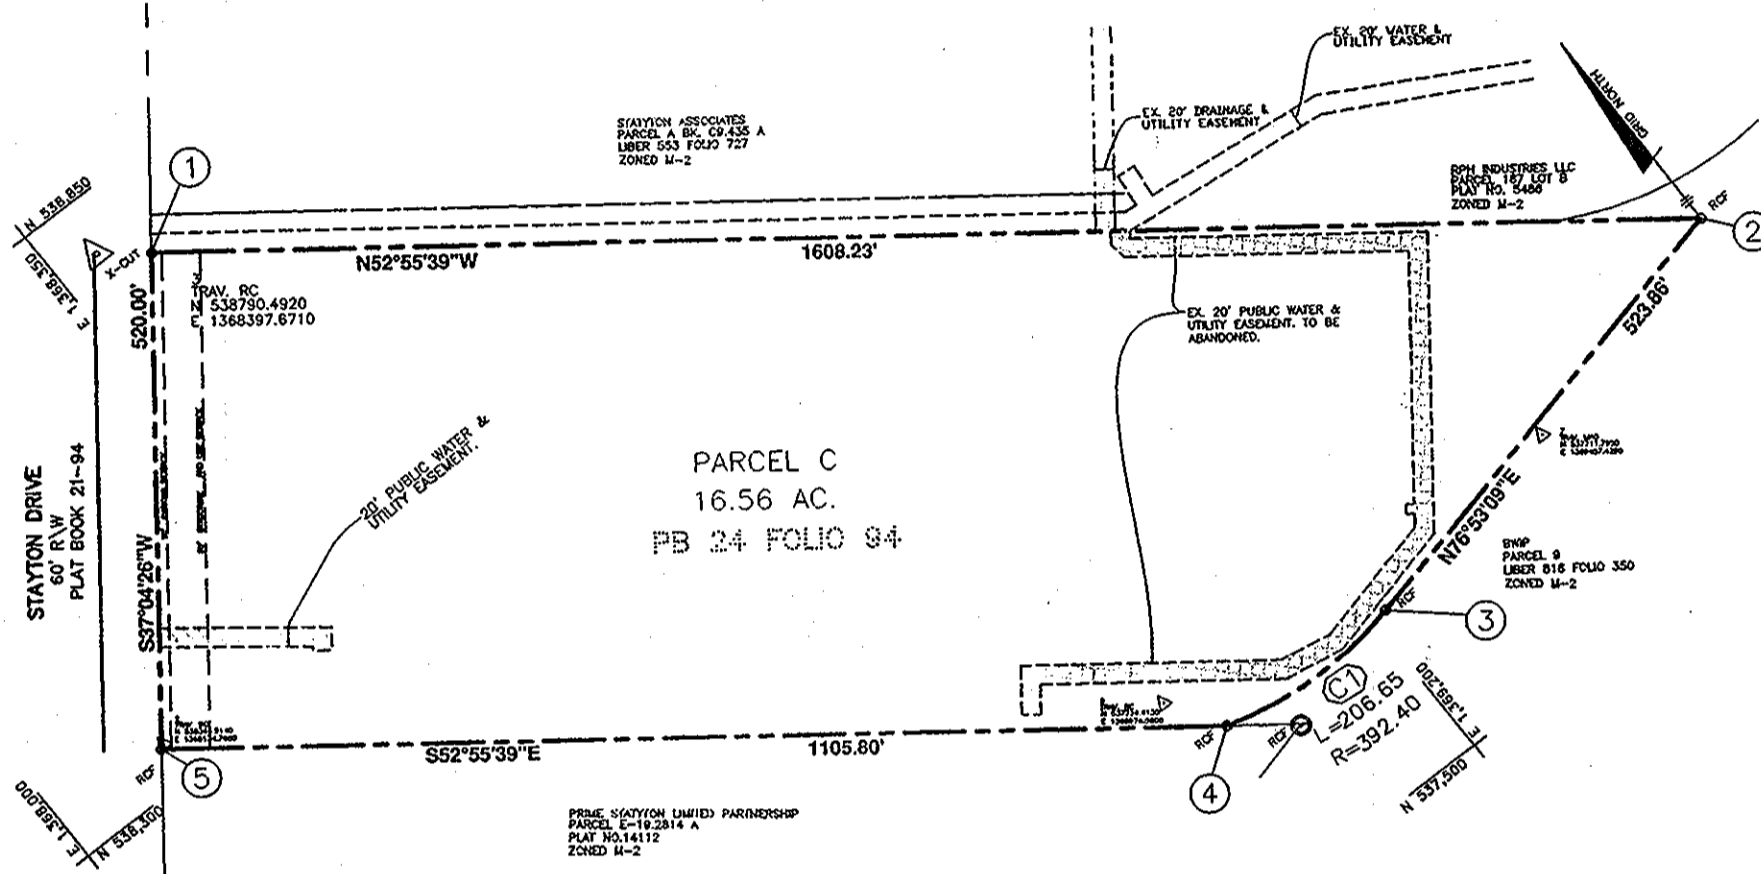 EX. 20' WATER &
UTILITY EASEMENT
GRID NORTH
STATYTON ASSOCIATES
PARCEL A BK. C9.435 A
LIBER 553 FOLIO 727
ZONED M-2
EX. 20' DRAINAGE &
UTILITY EASEMENT
RPH INDUSTRIES LLC
PARCEL 187 LOT B
PLAT NO. 5486
ZONED M-2
1
N 538,850
E 1,368,350
X-CUT
RCF
2
N52°55'39"W
1608.23'
TRAV. RC
N 538790.4920
E 1368397.6710
520.00'
EX. 20' PUBLIC WATER &
UTILITY EASEMENT. TO BE
ABANDONED.
523.86'
20' PUBLIC WATER &
UTILITY EASEMENT.
PARCEL C
16.56 AC.
PB 24 FOLIO 94
STAYTON DRIVE
60' R\W
PLAT BOOK 21-94
S37°04'26"W
N76°53'09"E
BWIP
PARCEL 9
LIBER 816 FOLIO 350
ZONED M-2
RCF
3
C1
L=206.65
R=392.40
E 1,369,200
N 537,500
S52°55'39"E
1105.80'
RCF
RCF
4
RCF
5
E 1,368,000
N 538,300
PRIME STATYTON LIMITED PARTNERSHIP
PARCEL E-19.2814 A
PLAT NO.14112
ZONED M-2